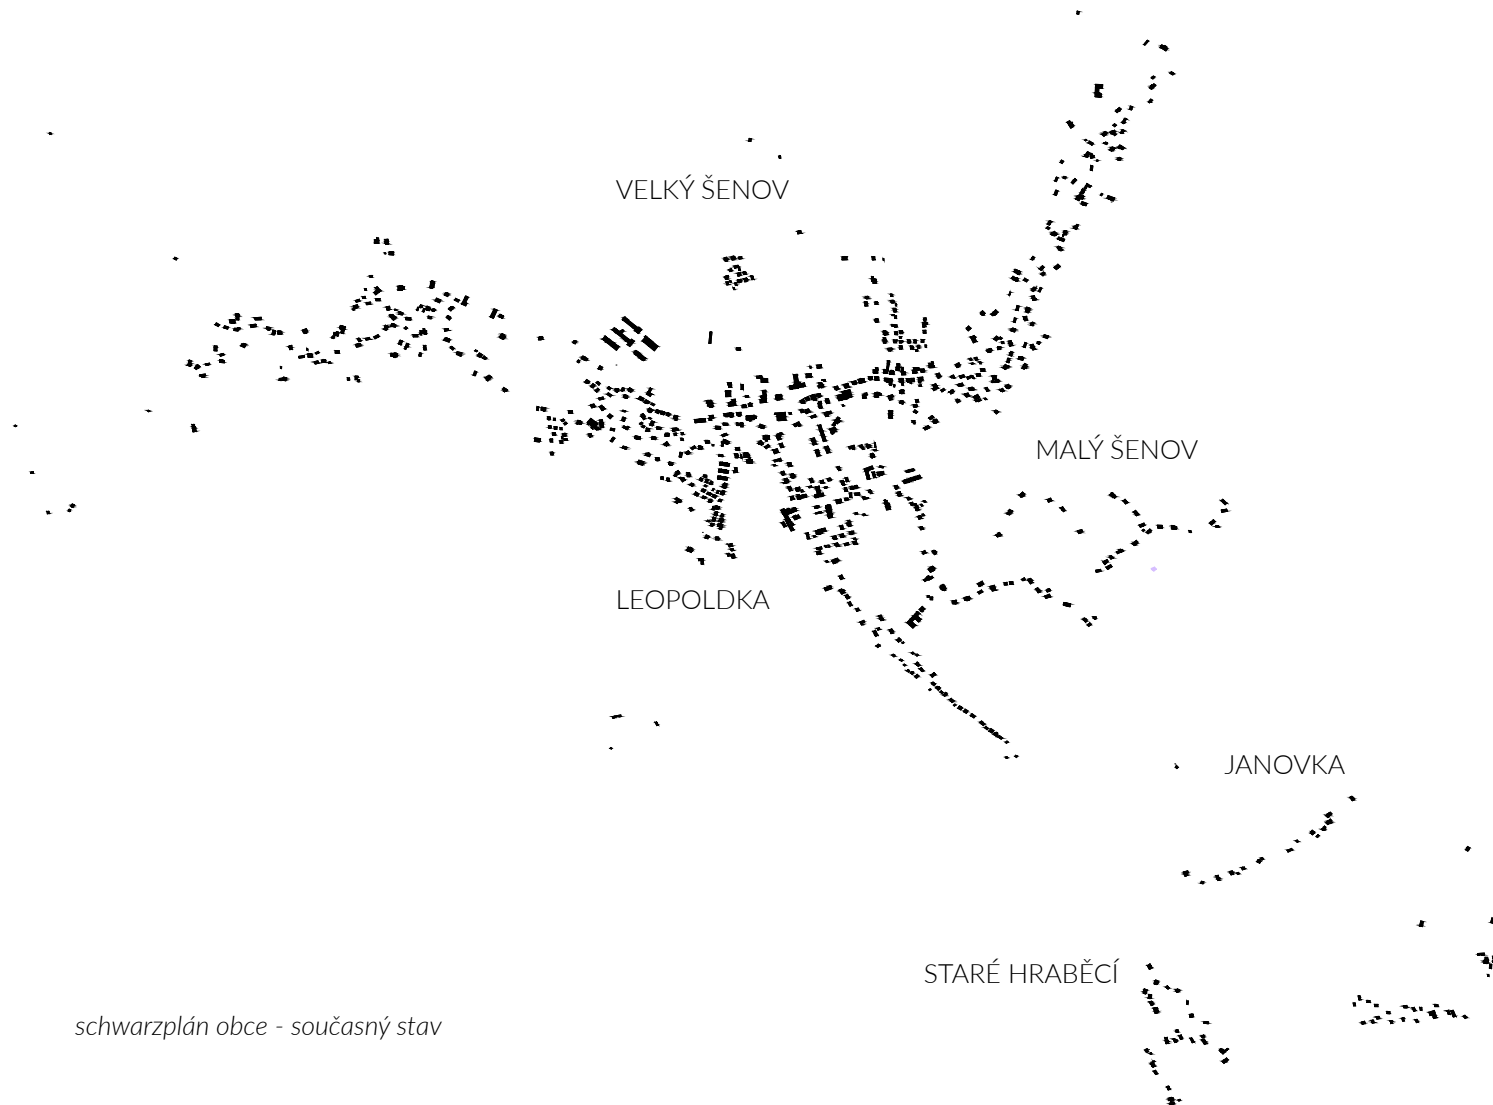 VELKÝ ŠENOV
MALÝ ŠENOV
LEOPOLDKA
JANOVKA
STARÉ HRABĚCÍ
schwarzplán obce - současný stav